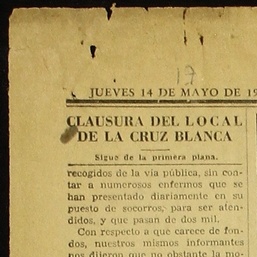 17
JUEVES 14 DE MAYO DE 19
CLAUSURA DEL LOCAL
DE LA CRUZ BLANCA
Sigue de la primera plana.
recogidos de la vía pública, sin con-
tar a numerosos enfermos que se
han presentado diariamente en su
puesto de socorros, para ser aten-
didos, y que pasan de dos mil.
Con respecto a qué carece de fon-
dos, nuestros mismos informantes
nos dijeron que no obstante la mo-